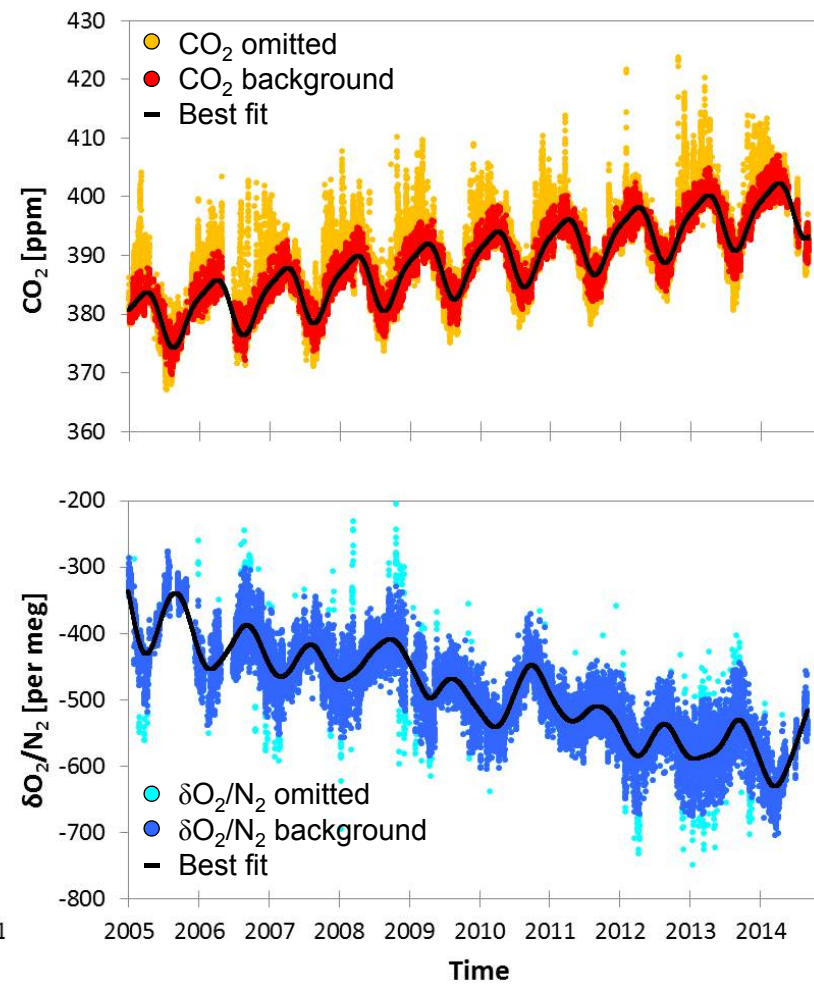 430
420
410
400
390
380
370
360
CO₂ [ppm]
CO₂ omitted
CO₂ background
Best fit
-200
-300
-400
-500
-600
-700
-800
δO₂/N₂ [per meg]
δO₂/N₂ omitted
δO₂/N₂ background
Best fit
1
2005 2006 2007 2008 2009 2010 2011 2012 2013 2014
Time